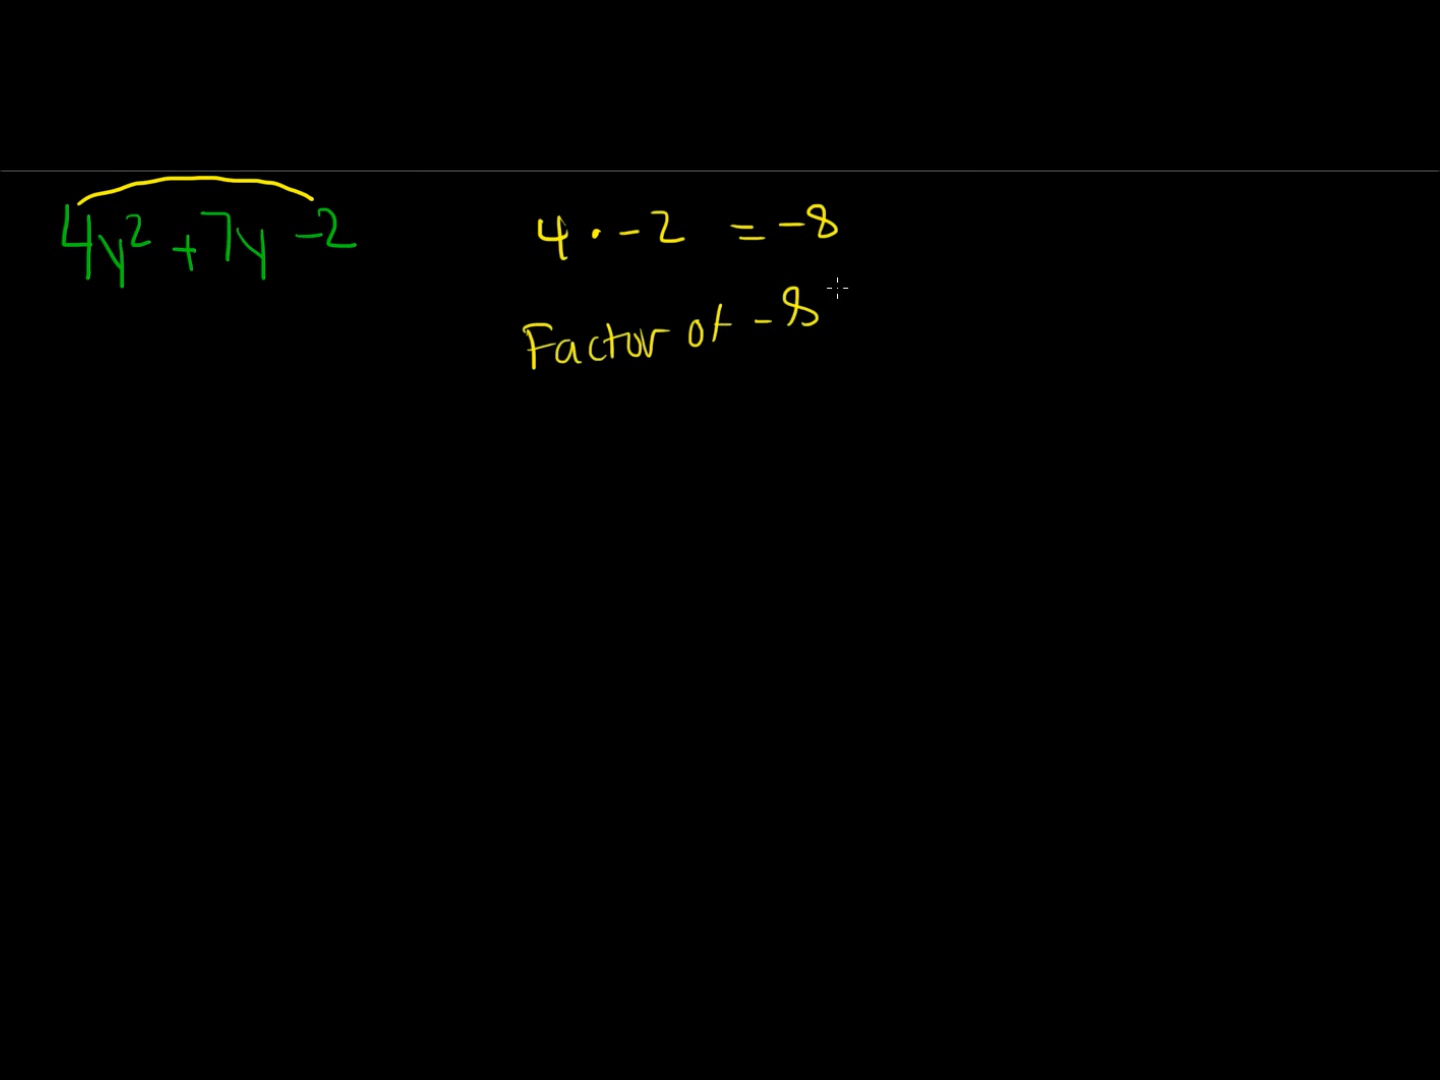 4y² + 7y - 2
4 · - 2 = - 8
Factor of - 8